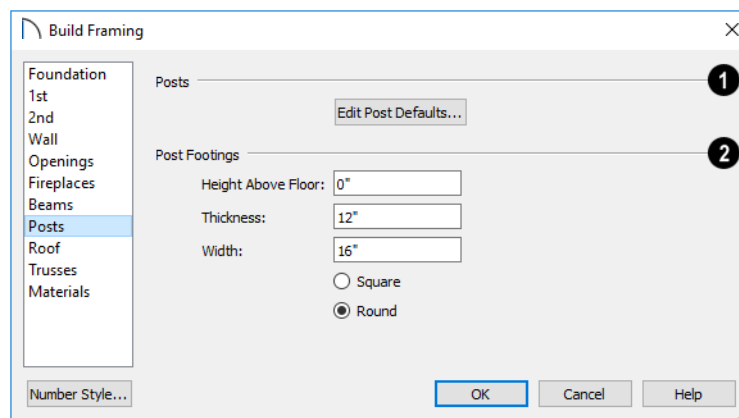 Build Framing
Foundation
1st
2nd
Wall
Openings
Fireplaces
Beams
Posts
Roof
Trusses
Materials
Posts
1
Edit Post Defaults...
Post Footings
2
Height Above Floor: 0"
Thickness: 12"
Width: 16"
Square
Round
Number Style...
OK
Cancel
Help